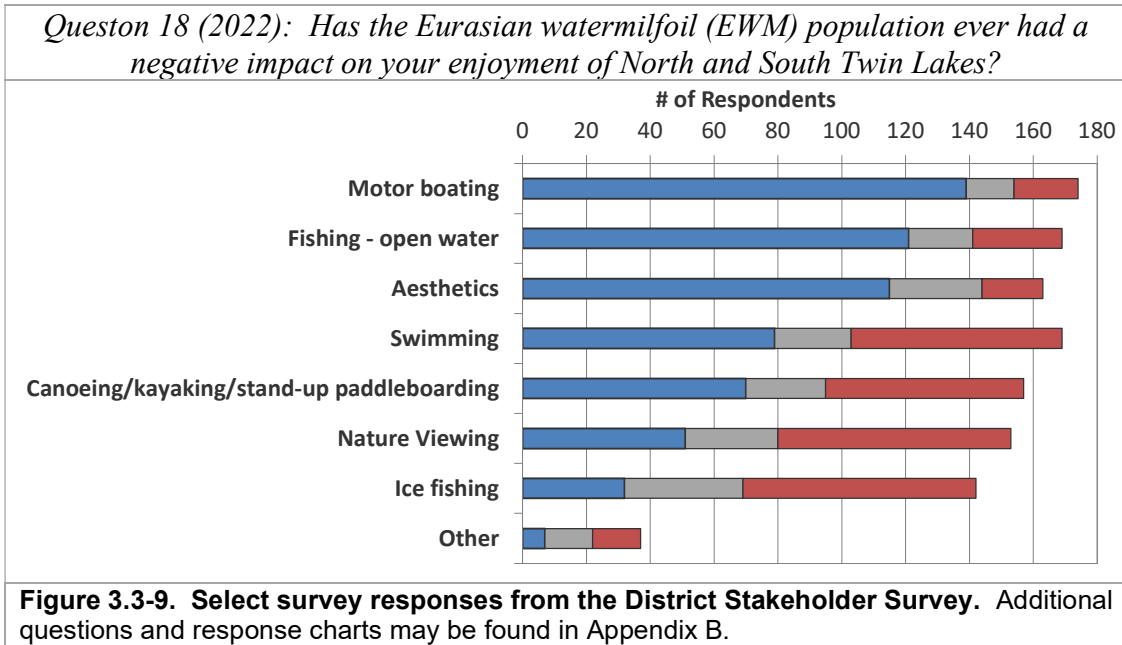 Queston 18 (2022):  Has the Eurasian watermilfoil (EWM) population ever had a
negative impact on your enjoyment of North and South Twin Lakes?
# of Respondents
0 20 40 60 80 100 120 140 160 180
Motor boating
Fishing - open water
Aesthetics
Swimming
Canoeing/kayaking/stand-up paddleboarding
Nature Viewing
Ice fishing
Other
Figure 3.3-9.  Select survey responses from the District Stakeholder Survey.  Additional
questions and response charts may be found in Appendix B.